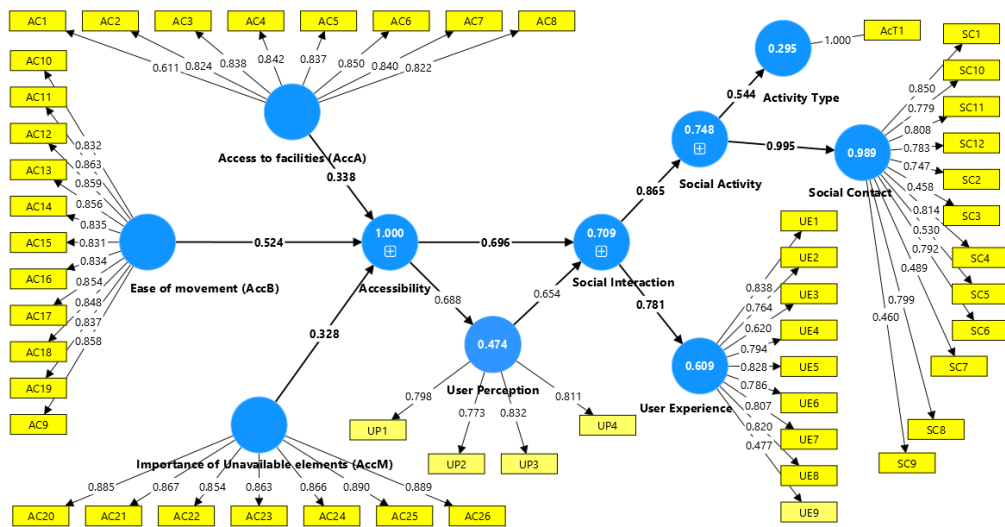 AC1
AC2
AC3
AC4
AC5
AC6
AC7
AC8
0.611
0.824
0.838
0.842
0.837
0.850
0.840
0.822
Access to facilities (AccA)
0.338
AC10
AC11
AC12
AC13
AC14
AC15
AC16
AC17
AC18
AC19
AC9
0.832
0.863
0.859
0.856
0.835
0.831
0.834
0.854
0.848
0.837
0.858
Ease of movement (AccB)
0.524
1.000
Accessibility
0.328
Importance of Unavailable elements (AccM)
0.885
0.867
0.854
0.863
0.866
0.890
0.889
AC20
AC21
AC22
AC23
AC24
AC25
AC26
0.696
0.688
0.474
User Perception
0.654
0.798
0.773
0.832
0.811
UP1
UP2
UP3
UP4
0.709
Social Interaction
0.865
0.781
0.748
Social Activity
0.544
0.295
Activity Type
1.000
AcT1
0.995
0.989
Social Contact
0.850
0.779
0.808
0.783
0.747
0.458
0.814
0.530
0.792
0.489
0.799
0.460
SC1
SC10
SC11
SC12
SC2
SC3
SC4
SC5
SC6
SC7
SC8
SC9
0.609
User Experience
0.838
0.764
0.620
0.794
0.828
0.786
0.807
0.820
0.477
UE1
UE2
UE3
UE4
UE5
UE6
UE7
UE8
UE9